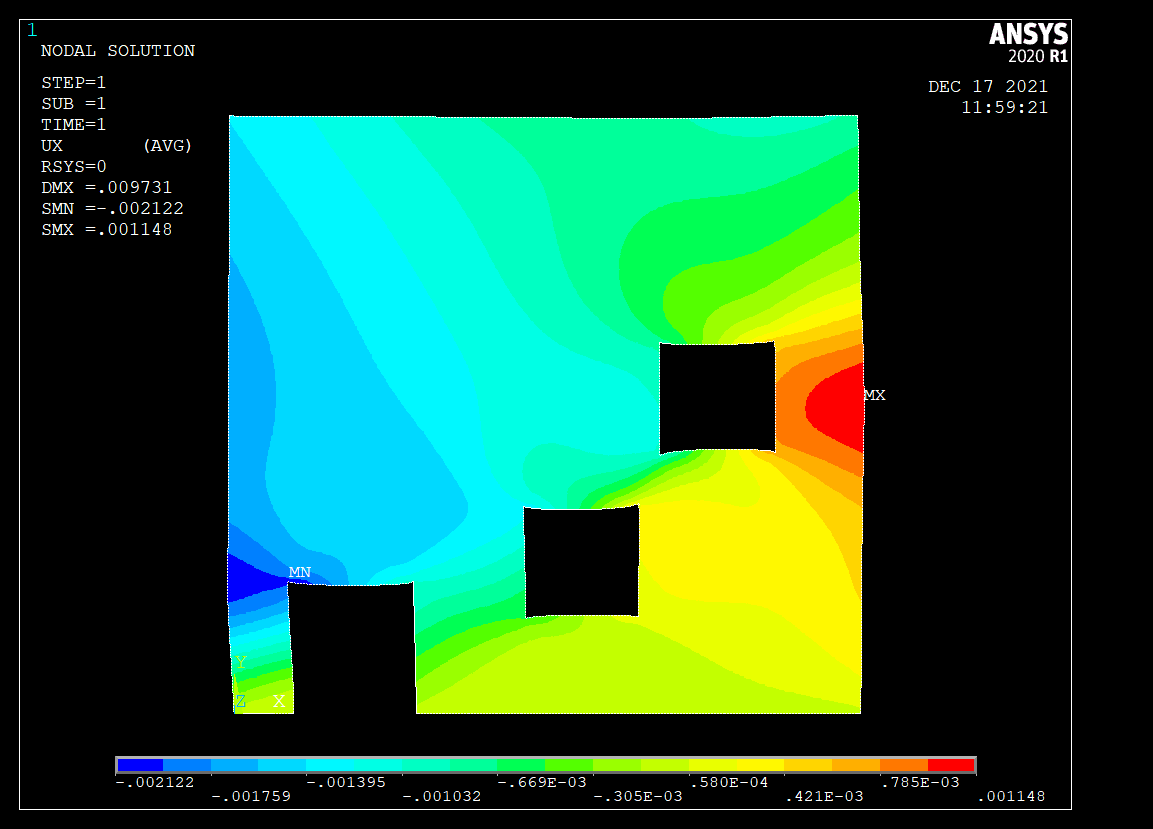 1
ANSYS
2020 R1
NODAL SOLUTION
DEC 17 2021
11:59:21
STEP=1
SUB =1
TIME=1
UX (AVG)
RSYS=0
DMX =.009731
SMN =-.002122
SMX =.001148
MX
MN
Y
Z X
-.002122 -.001395 -.669E-03 .580E-04 .785E-03
-.001759 -.001032 -.305E-03 .421E-03 .001148